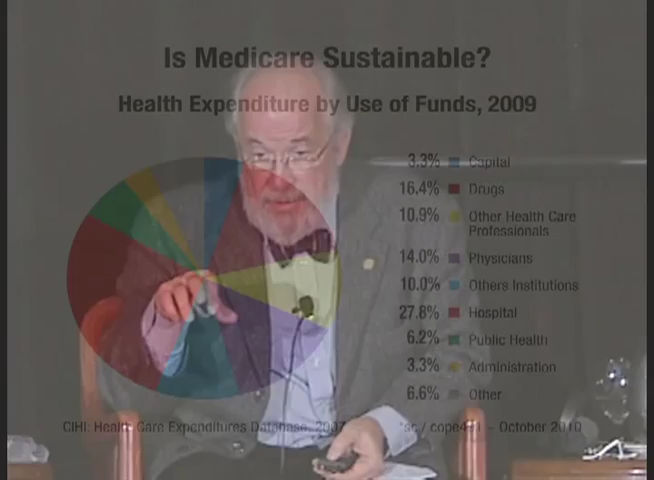 Is Medicare Sustainable?
Health Expenditure by Use of Funds, 2009
3.3% Capital
16.4% Drugs
10.9% Other Health Care
Professionals
14.0% Physicians
10.0% Others Institutions
27.8% Hospital
6.2% Public Health
3.3% Administration
6.6% Other
CIHI: Health Care Expenditures Database, 2007 – October 2010